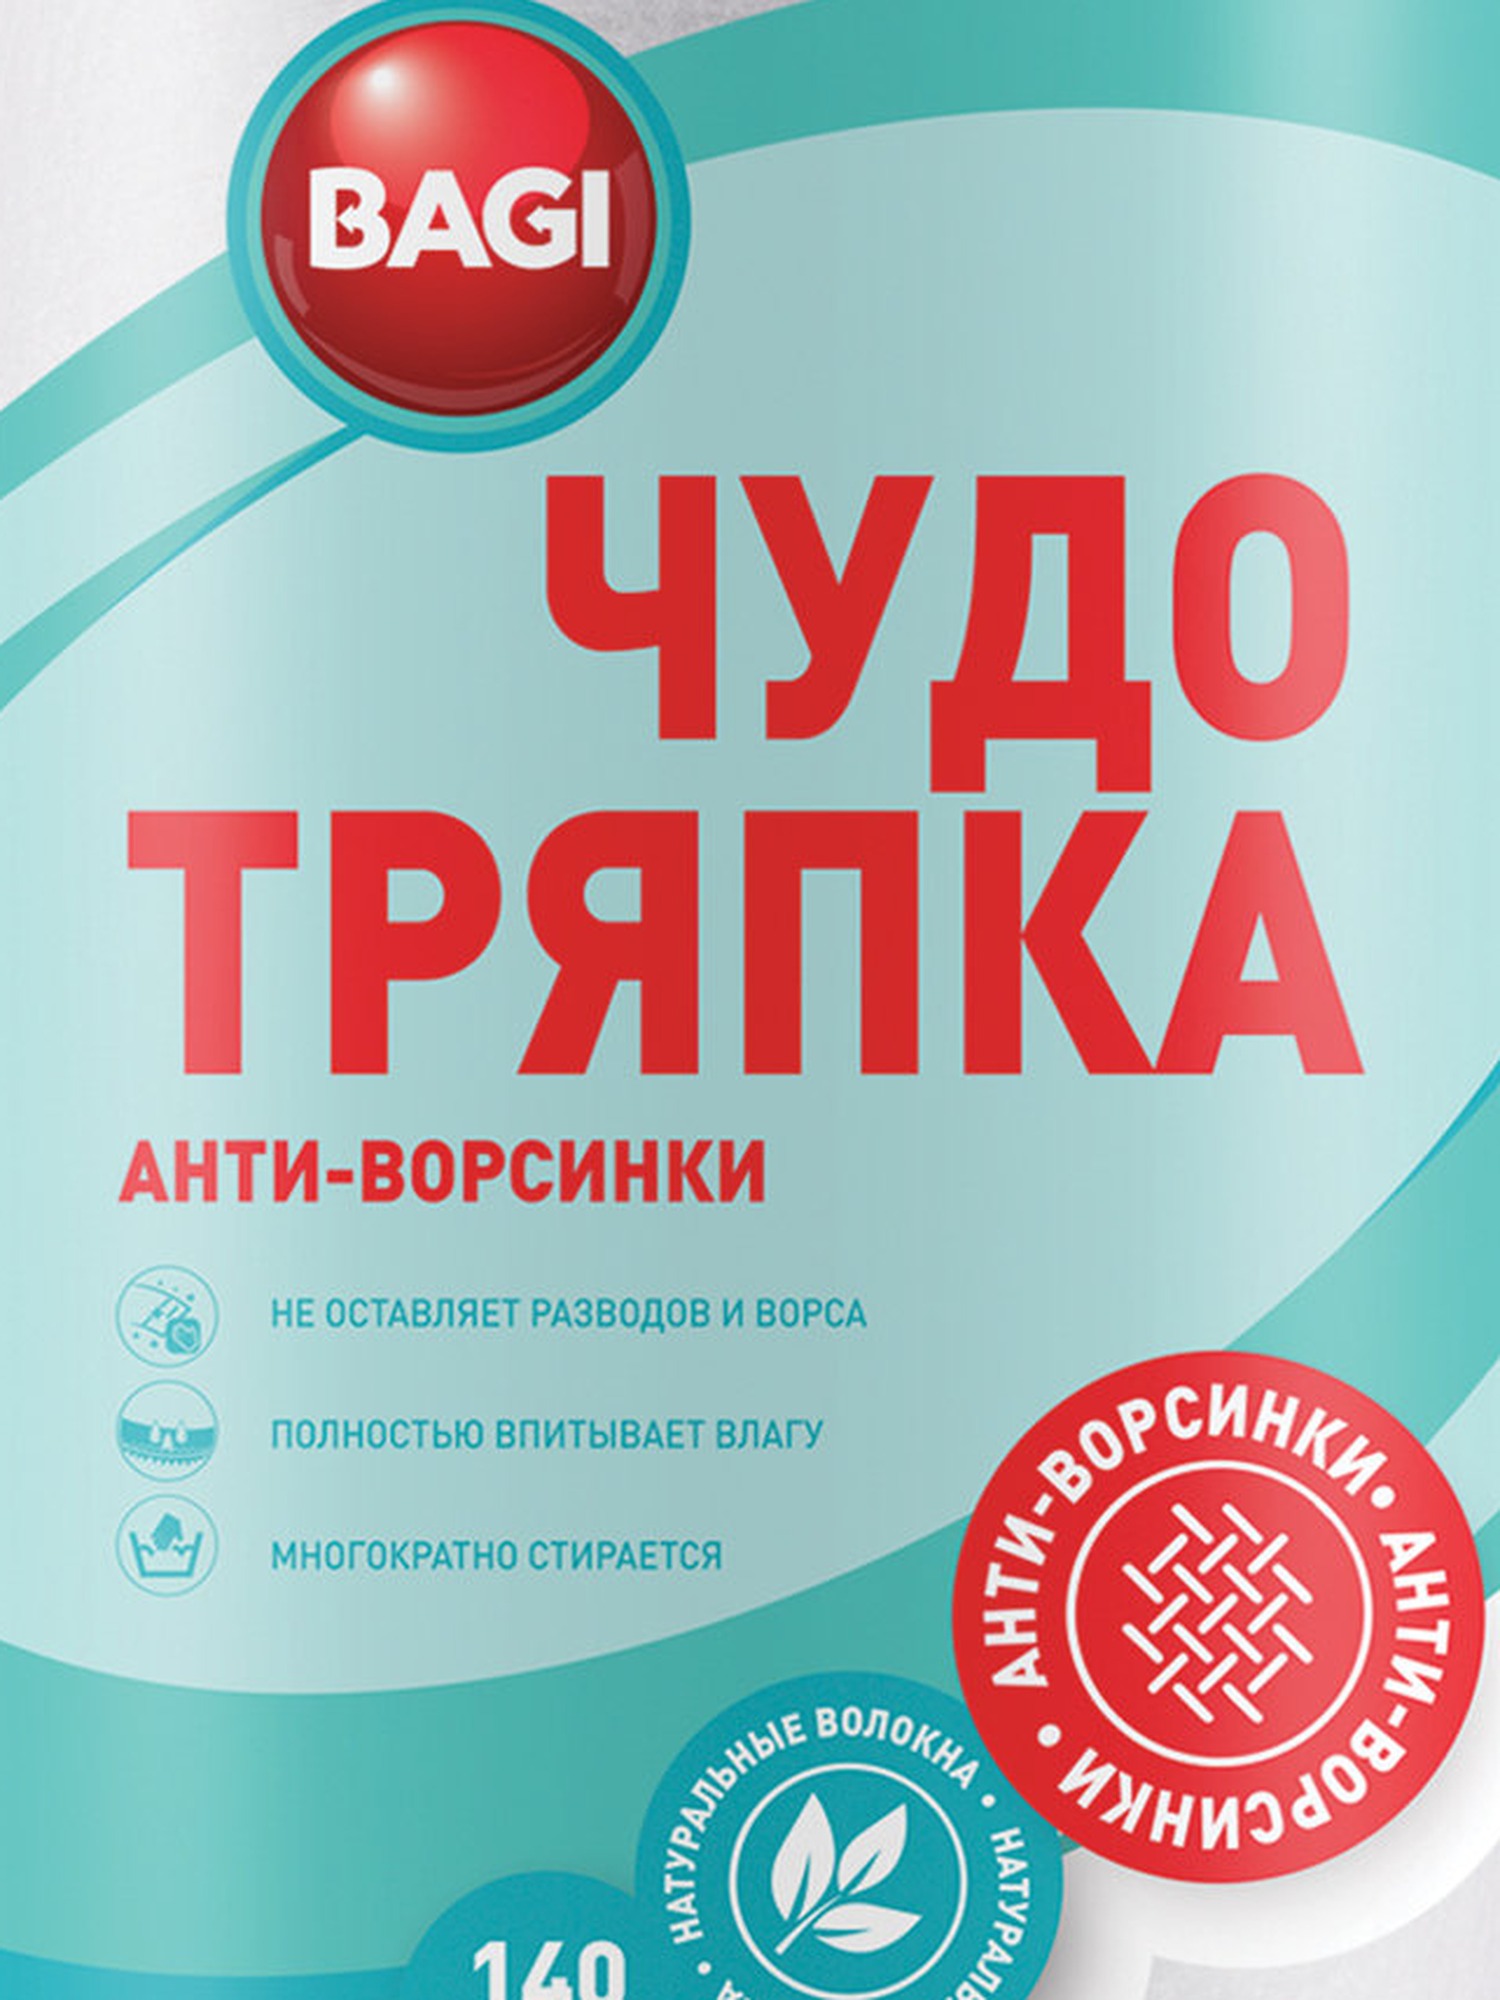 BAGI
ЧУДО
ТРЯПКА
АНТИ-ВОРСИНКИ
НЕ ОСТАВЛЯЕТ РАЗВОДОВ И ВОРСА
ПОЛНОСТЬЮ ВПИТЫВАЕТ ВЛАГУ
МНОГОКРАТНО СТИРАЕТСЯ
АНТИ-ВОРСИНКИ • АНТИ-ВОРСИНКИ •
НАТУРАЛЬНЫЕ ВОЛОКНА •
140